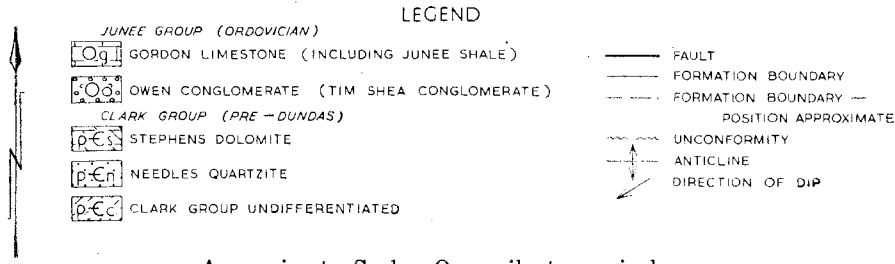 LEGEND
JUNEE GROUP (ORDOVICIAN)
Og GORDON LIMESTONE (INCLUDING JUNEE SHALE)
Oo OWEN CONGLOMERATE (TIM SHEA CONGLOMERATE)
CLARK GROUP (PRE-DUNDAS)
p€s STEPHENS DOLOMITE
p€n NEEDLES QUARTZITE
p€c CLARK GROUP UNDIFFERENTIATED
FAULT
FORMATION BOUNDARY
FORMATION BOUNDARY —
POSITION APPROXIMATE
UNCONFORMITY
ANTICLINE
DIRECTION OF DIP
N